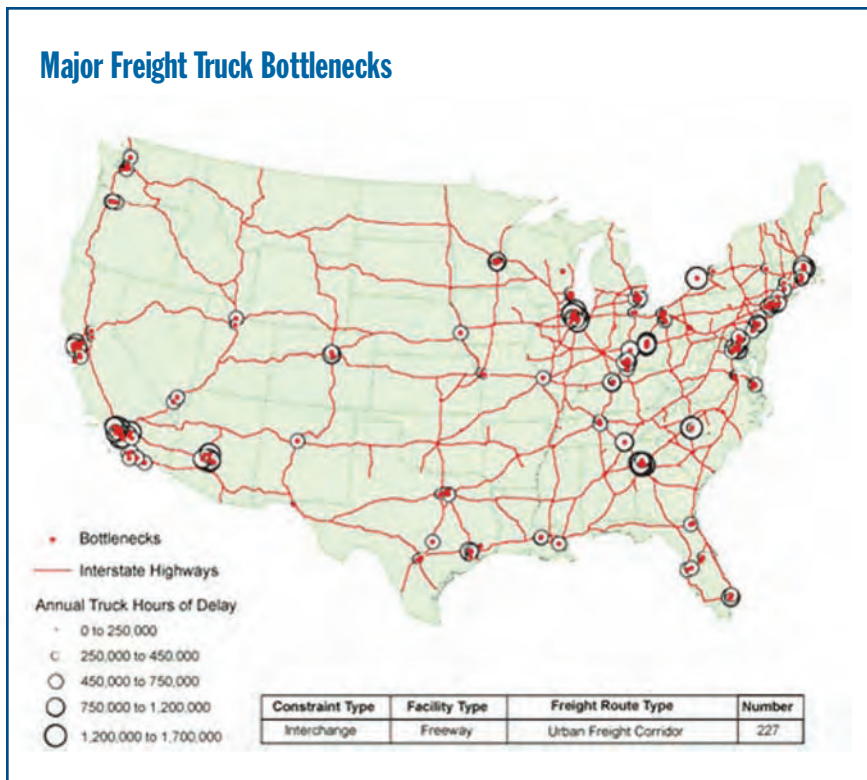 Major Freight Truck Bottlenecks
Bottlenecks
Interstate Highways
Annual Truck Hours of Delay
0 to 250,000
250,000 to 450,000
450,000 to 750,000
750,000 to 1,200,000
1,200,000 to 1,700,000
Constraint Type Facility Type Freight Route Type Number
Interchange Freeway Urban Freight Corridor 227